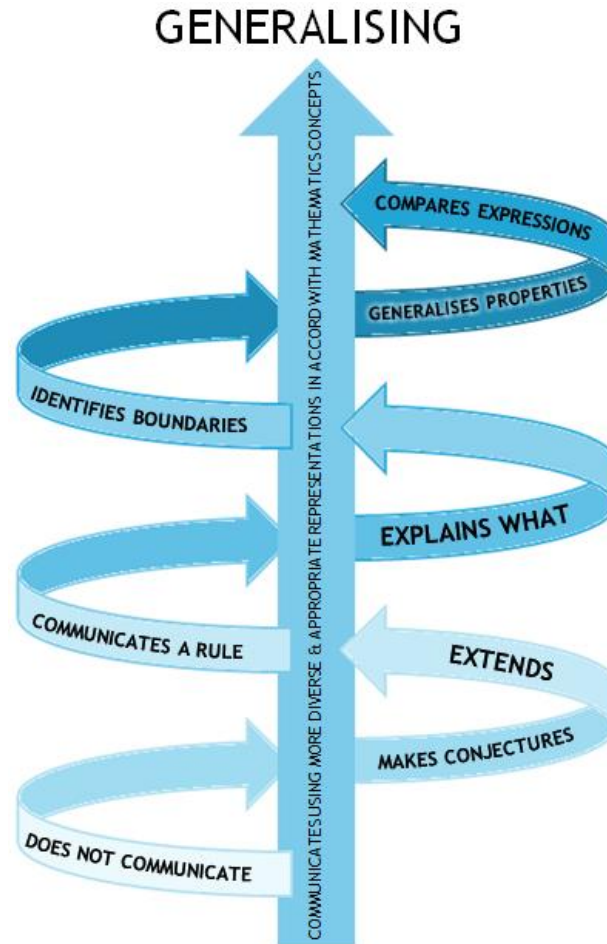 GENERALISING
COMMUNICATES USING MORE DIVERSE & APPROPRIATE REPRESENTATIONS IN ACCORD WITH MATHEMATICS CONCEPTS
COMPARES EXPRESSIONS
GENERALISES PROPERTIES
IDENTIFIES BOUNDARIES
EXPLAINS WHAT
COMMUNICATES A RULE
EXTENDS
MAKES CONJECTURES
DOES NOT COMMUNICATE